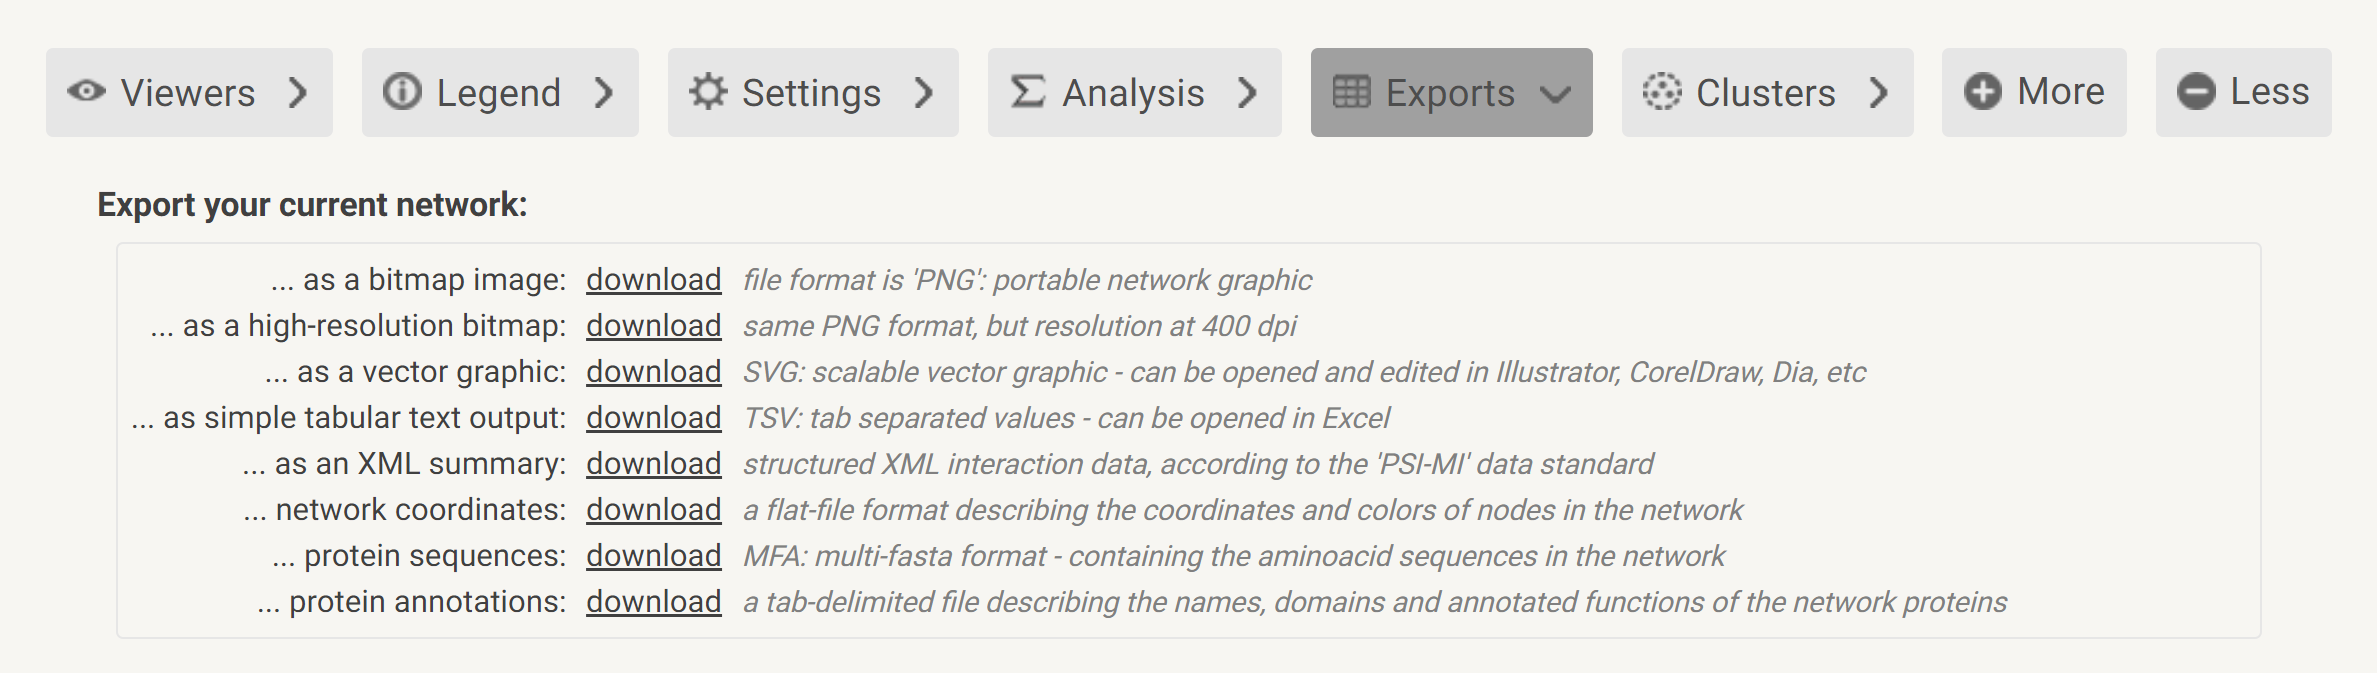 Viewers Legend Settings Analysis Exports Clusters More Less
Export your current network:
... as a bitmap image: download file format is 'PNG': portable network graphic
... as a high-resolution bitmap: download same PNG format, but resolution at 400 dpi
... as a vector graphic: download SVG: scalable vector graphic - can be opened and edited in Illustrator, CorelDraw, Dia, etc
... as simple tabular text output: download TSV: tab separated values - can be opened in Excel
... as an XML summary: download structured XML interaction data, according to the 'PSI-MI' data standard
... network coordinates: download a flat-file format describing the coordinates and colors of nodes in the network
... protein sequences: download MFA: multi-fasta format - containing the aminoacid sequences in the network
... protein annotations: download a tab-delimited file describing the names, domains and annotated functions of the network proteins